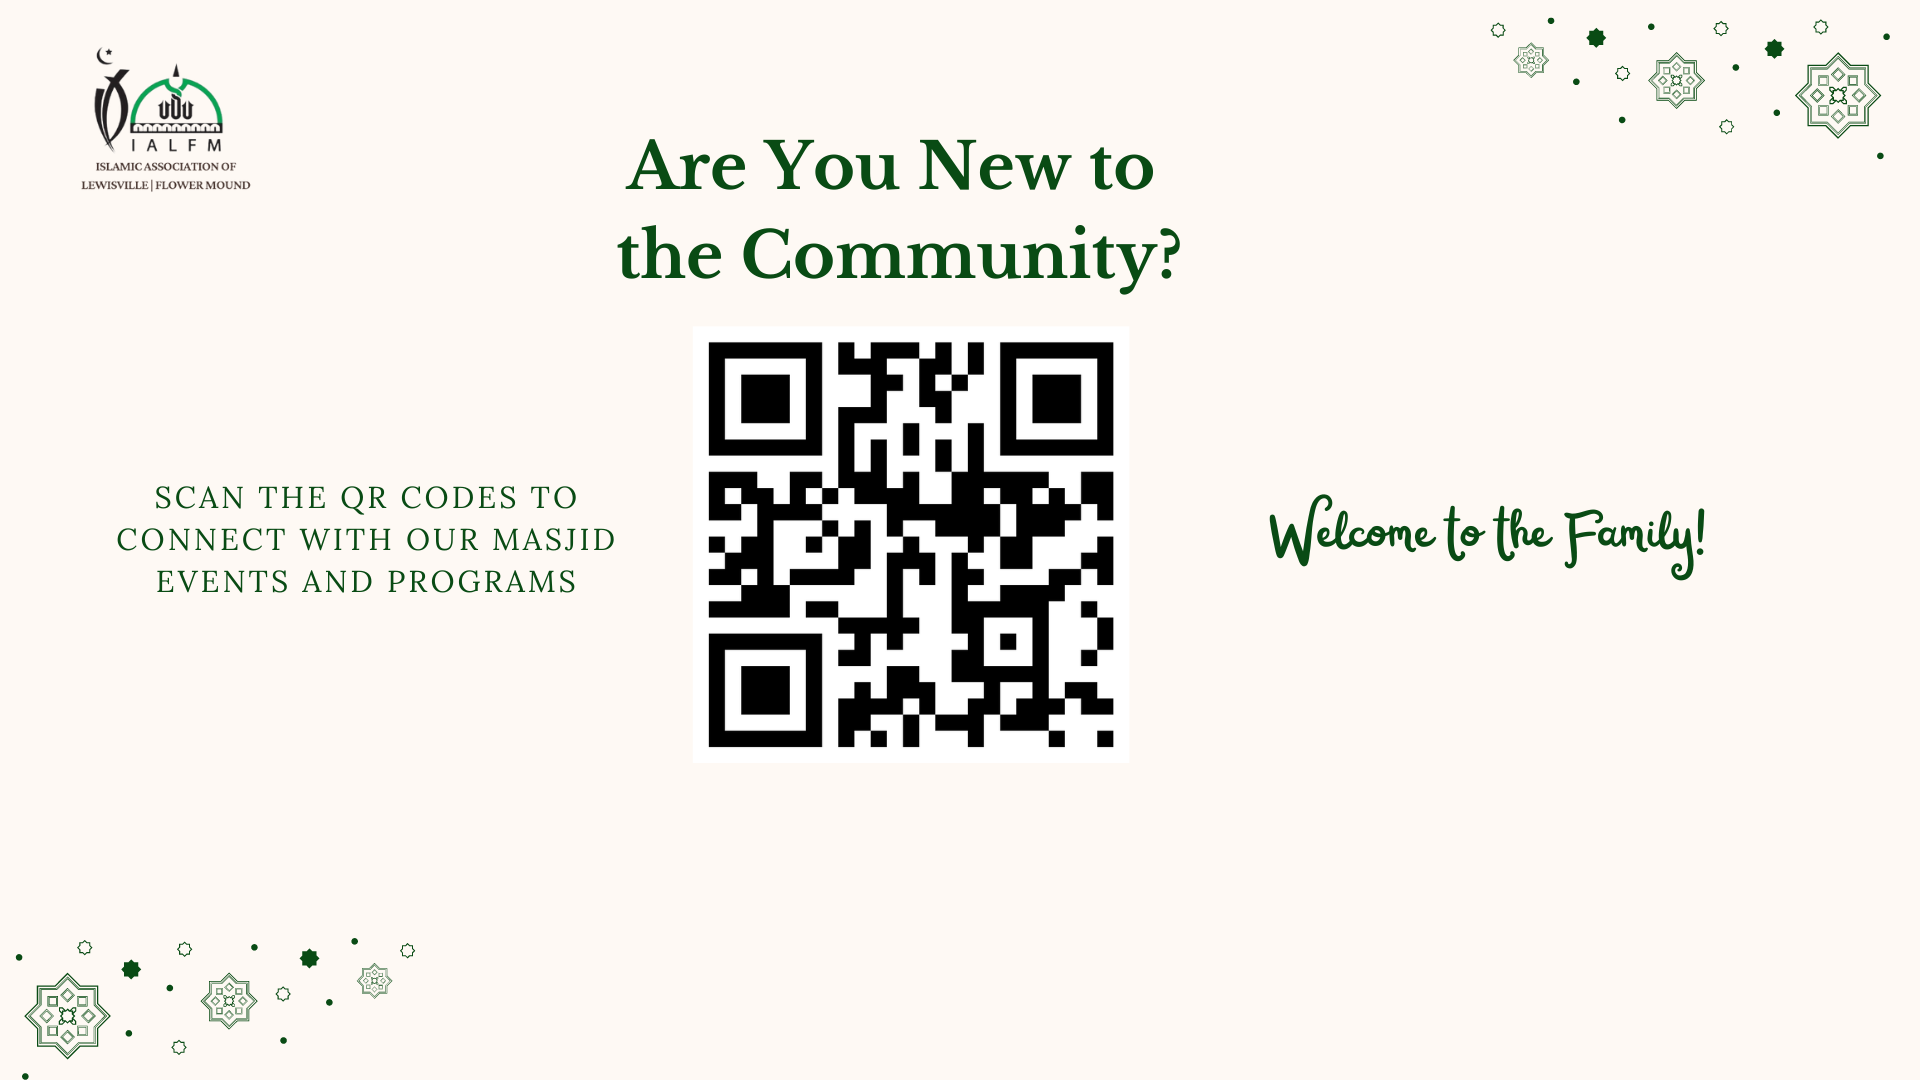 IALFM
ISLAMIC ASSOCIATION OF
LEWISVILLE | FLOWER MOUND
Are You New to
the Community?
SCAN THE QR CODES TO
CONNECT WITH OUR MASJID
EVENTS AND PROGRAMS
Welcome to the Family!